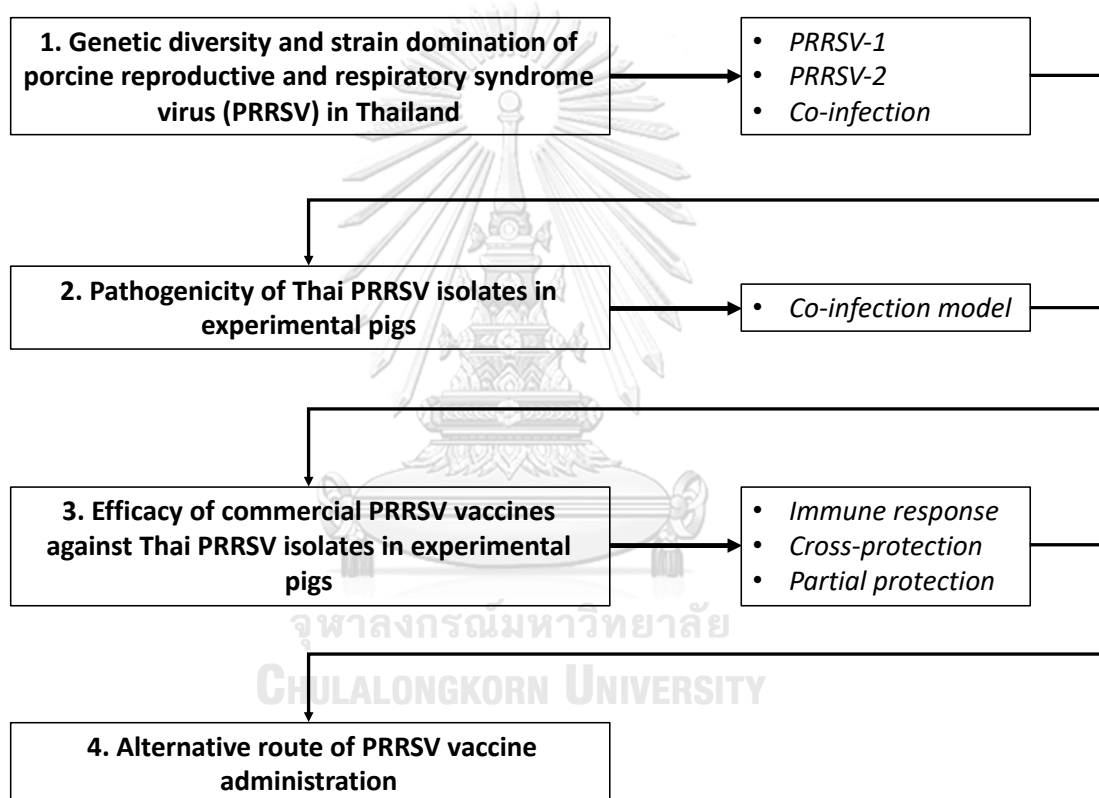 1. Genetic diversity and strain domination of
porcine reproductive and respiratory syndrome
virus (PRRSV) in Thailand
• PRRSV-1
• PRRSV-2
• Co-infection
2. Pathogenicity of Thai PRRSV isolates in
experimental pigs
• Co-infection model
3. Efficacy of commercial PRRSV vaccines
against Thai PRRSV isolates in experimental
pigs
• Immune response
• Cross-protection
• Partial protection
จุฬาลงกรณ์มหาวิทยาลัย
CHULALONGKORN UNIVERSITY
4. Alternative route of PRRSV vaccine
administration